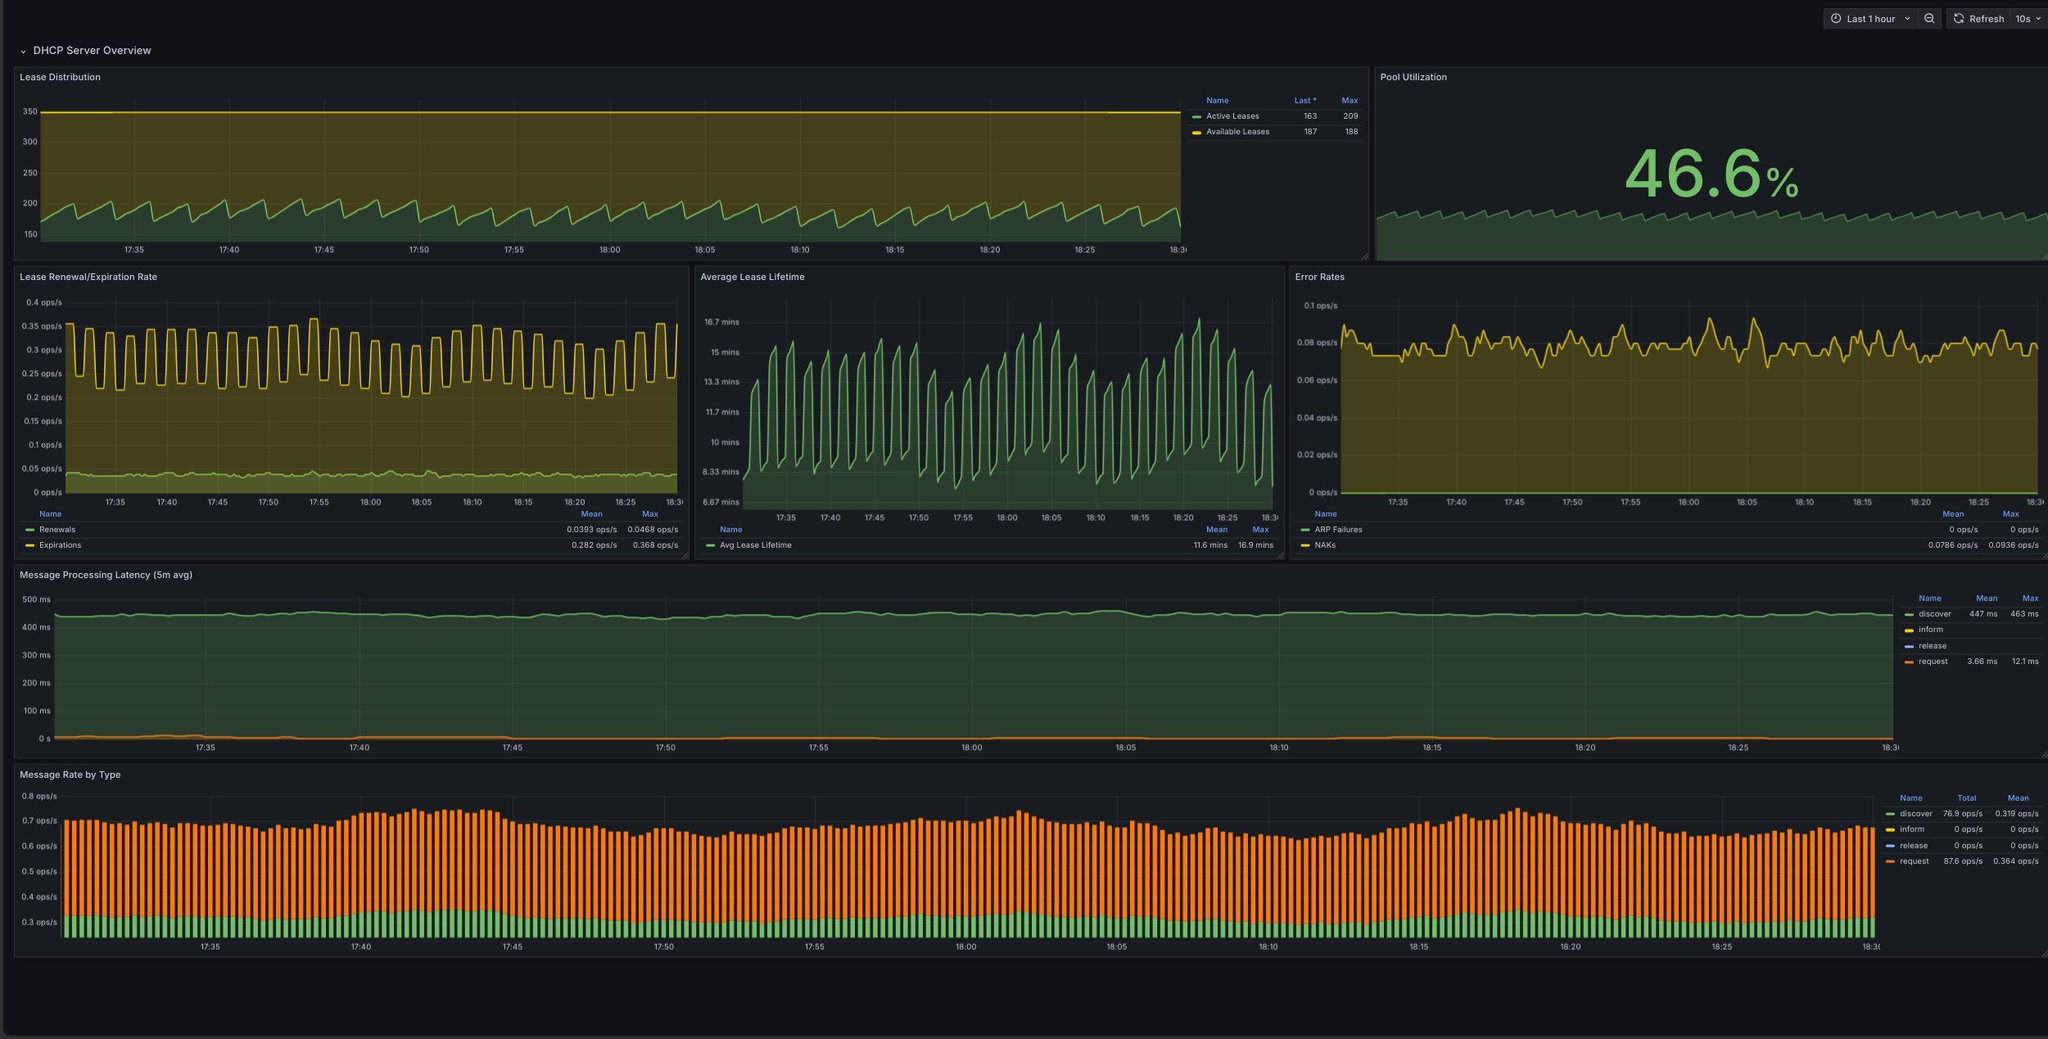 Last 1 hour
Refresh 10s
DHCP Server Overview
Lease Distribution
350
300
250
200
150
17:35 17:40 17:45 17:50 17:55 18:00 18:05 18:10 18:15 18:20 18:25
Name Last * Max
Active Leases 163 209
Available Leases 187 188
Pool Utilization
46.6%
Lease Renewal/Expiration Rate
0.4 ops/s
0.35 ops/s
0.3 ops/s
0.25 ops/s
0.2 ops/s
0.15 ops/s
0.1 ops/s
0.05 ops/s
0 ops/s
17:35 17:40 17:45 17:50 17:55 18:00 18:05 18:10 18:15 18:20 18:25
Name Mean Max
Renewals 0.0393 ops/s 0.0468 ops/s
Expirations 0.282 ops/s 0.368 ops/s
Average Lease Lifetime
16.7 mins
15 mins
13.3 mins
11.7 mins
10 mins
8.33 mins
6.67 mins
17:35 17:40 17:45 17:50 17:55 18:00 18:05 18:10 18:15 18:20 18:25
Name Mean Max
Avg Lease Lifetime 11.6 mins 16.9 mins
Error Rates
0.1 ops/s
0.08 ops/s
0.06 ops/s
0.04 ops/s
0.02 ops/s
0 ops/s
17:35 17:40 17:45 17:50 17:55 18:00 18:05 18:10 18:15 18:20 18:25
Name Mean Max
ARP Failures 0 ops/s 0 ops/s
NAKs 0.0786 ops/s 0.0936 ops/s
Message Processing Latency (5m avg)
500 ms
400 ms
300 ms
200 ms
100 ms
0 s
17:35 17:40 17:45 17:50 17:55 18:00 18:05 18:10 18:15 18:20 18:25
Name Mean Max
discover 447 ms 463 ms
inform
release
request 3.66 ms 12.1 ms
Message Rate by Type
0.8 ops/s
0.7 ops/s
0.6 ops/s
0.5 ops/s
0.4 ops/s
0.3 ops/s
17:35 17:40 17:45 17:50 17:55 18:00 18:05 18:10 18:15 18:20 18:25
Name Total Mean
discover 76.9 ops/s 0.319 ops/s
inform 0 ops/s 0 ops/s
release 0 ops/s 0 ops/s
request 87.6 ops/s 0.364 ops/s